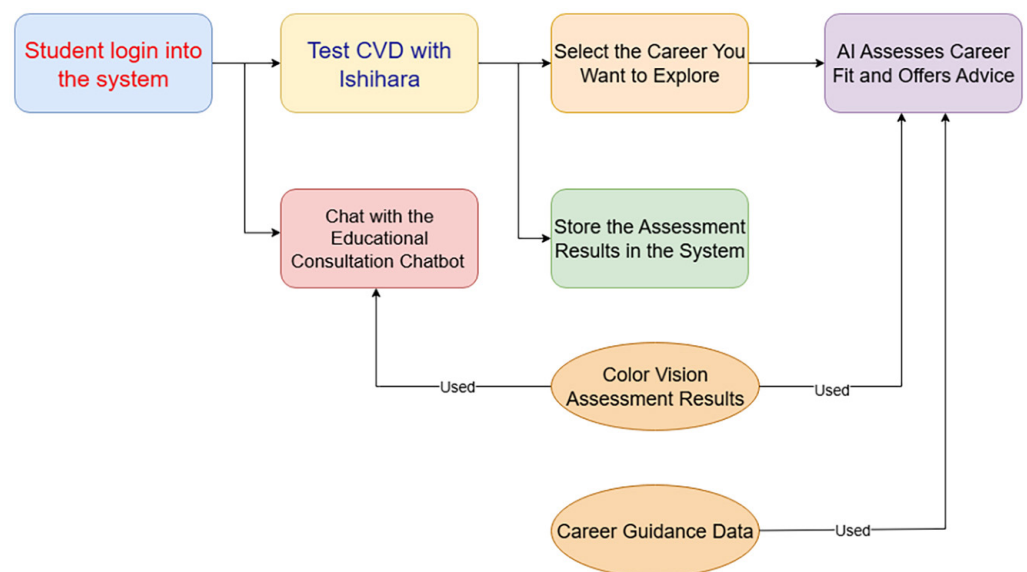 Student login into
the system
Test CVD with
Ishihara
Select the Career You
Want to Explore
AI Assesses Career
Fit and Offers Advice
Chat with the
Educational
Consultation Chatbot
Store the Assessment
Results in the System
Color Vision
Assessment Results
Used
Used
Career Guidance Data
Used